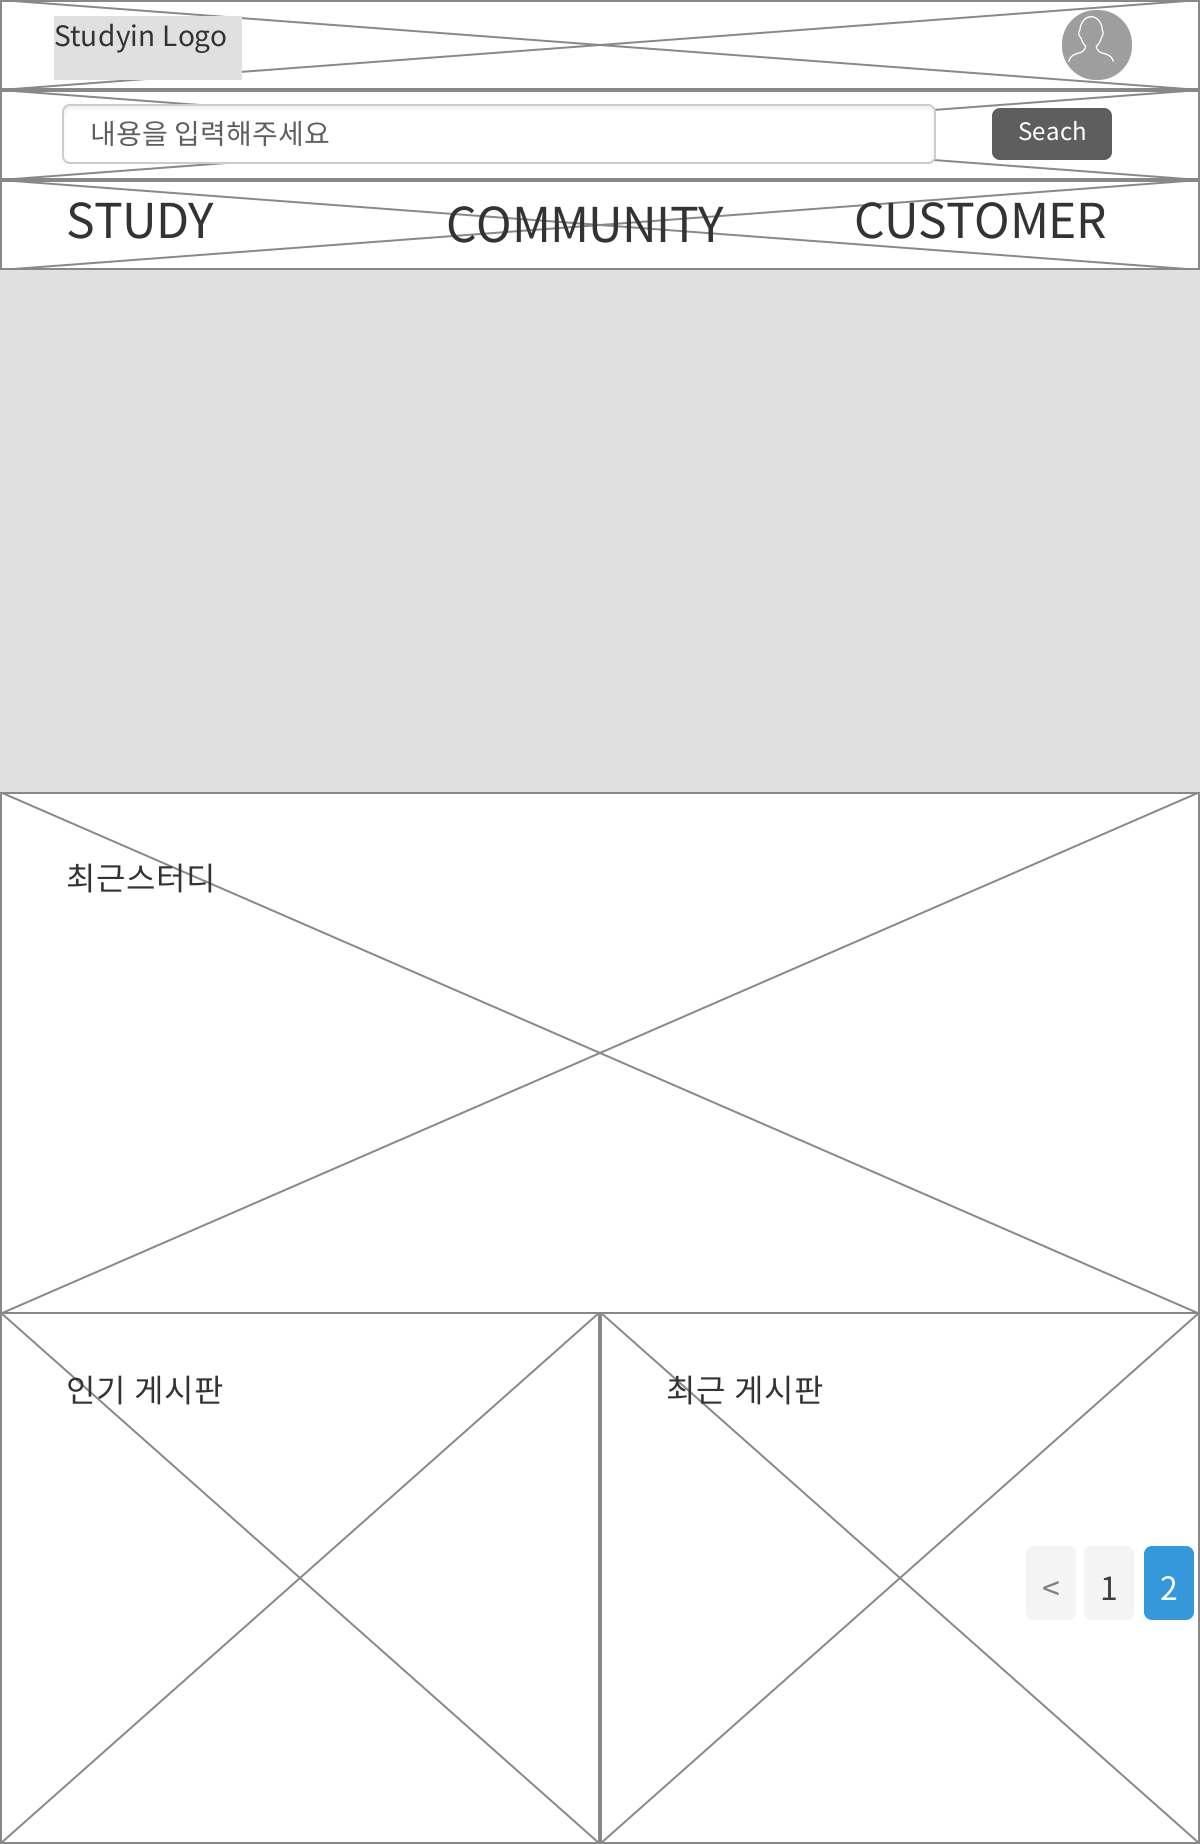 Studyin Logo
내용을 입력해주세요
Seach
STUDY
COMMUNITY
CUSTOMER
최근스터디
인기 게시판
최근 게시판
< 1 2